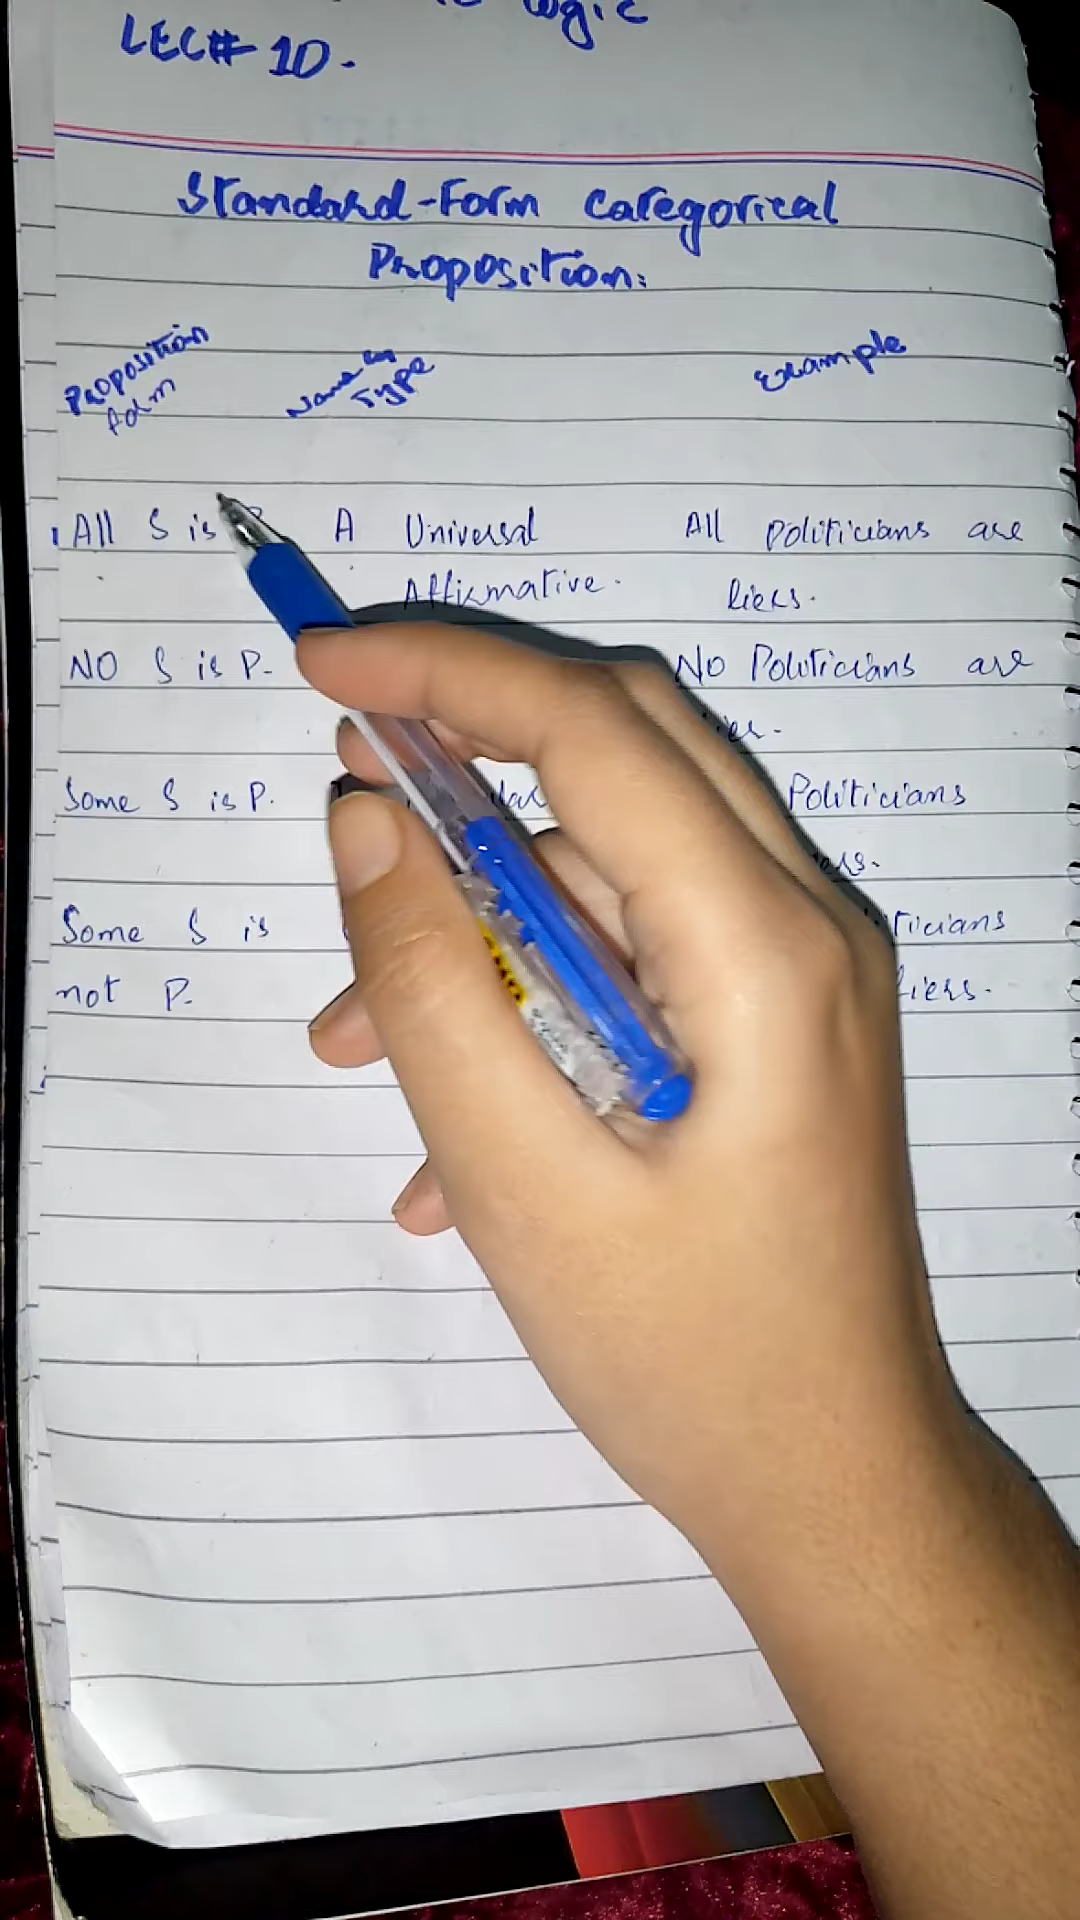 Logic
LEC# 10.
Standard-Form Categorical
Proposition:
Proposition
form
Name
Type
Example
All S is
A
Universal
All Politicians are
Affirmative.
liers.
NO S is P.
No Politicians are
Some S is P.
Politicians
Some S is
not P.
liers.